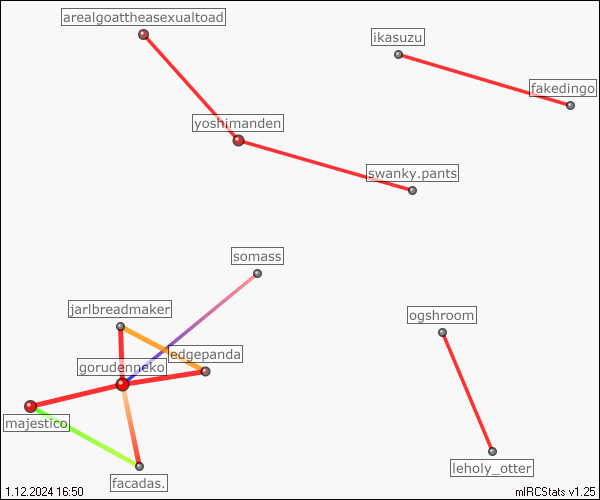 arealgoattheasexualtoad
ikasuzu
fakedingo
yoshimanden
swanky.pants
somass
jarlbreadmaker
ogshroom
edgepanda
gorudenneko
majestico
leholy_otter
facadas.
1.12.2024 16:50
mIRCStats v1.25